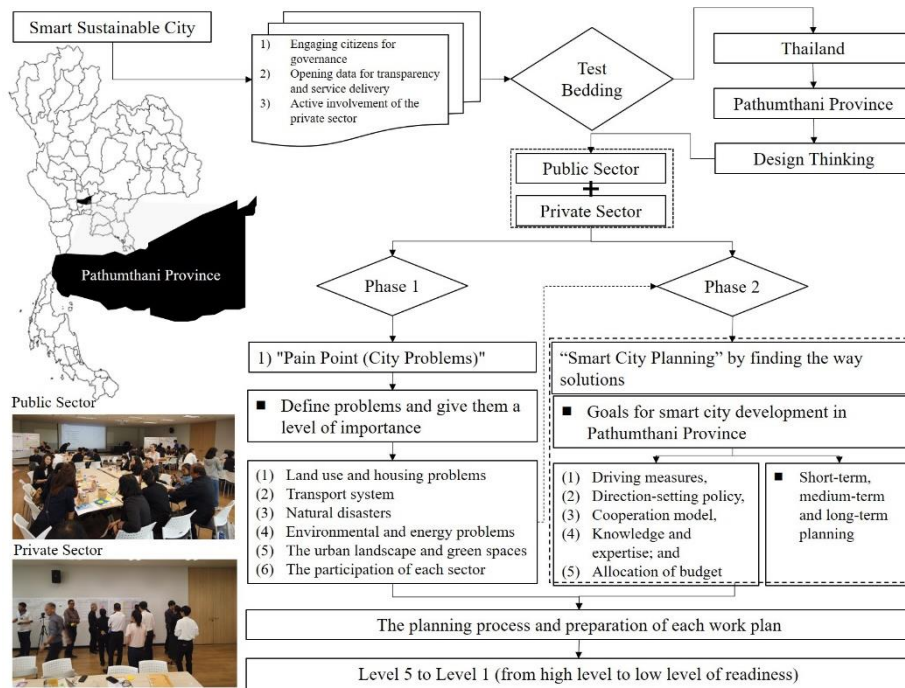 Smart Sustainable City
1) Engaging citizens for
governance
2) Opening data for transparency
and service delivery
3) Active involvement of the
private sector
Test
Bedding
Thailand
Pathumthani Province
Design Thinking
Public Sector
+
Private Sector
Pathumthani Province
Phase 1
Phase 2
1) "Pain Point (City Problems)"
■ Define problems and give them a
level of importance
(1) Land use and housing problems
(2) Transport system
(3) Natural disasters
(4) Environmental and energy problems
(5) The urban landscape and green spaces
(6) The participation of each sector
“Smart City Planning” by finding the way
solutions
■ Goals for smart city development in
Pathumthani Province
(1) Driving measures,
(2) Direction-setting policy,
(3) Cooperation model,
(4) Knowledge and
expertise; and
(5) Allocation of budget
■ Short-term,
medium-term
and long-term
planning
Public Sector
Private Sector
The planning process and preparation of each work plan
Level 5 to Level 1 (from high level to low level of readiness)